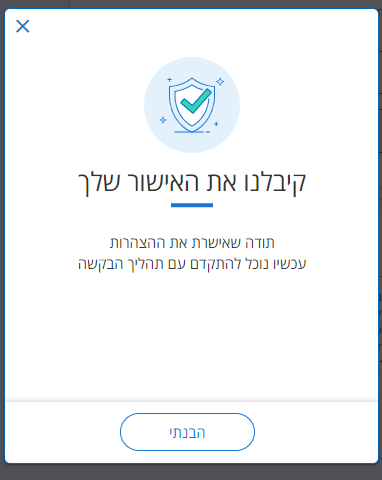 קיבלנו את האישור שלך
תודה שאישרת את ההצהרות
עכשיו נוכל להתקדם עם תהליך הבקשה
הבנתי